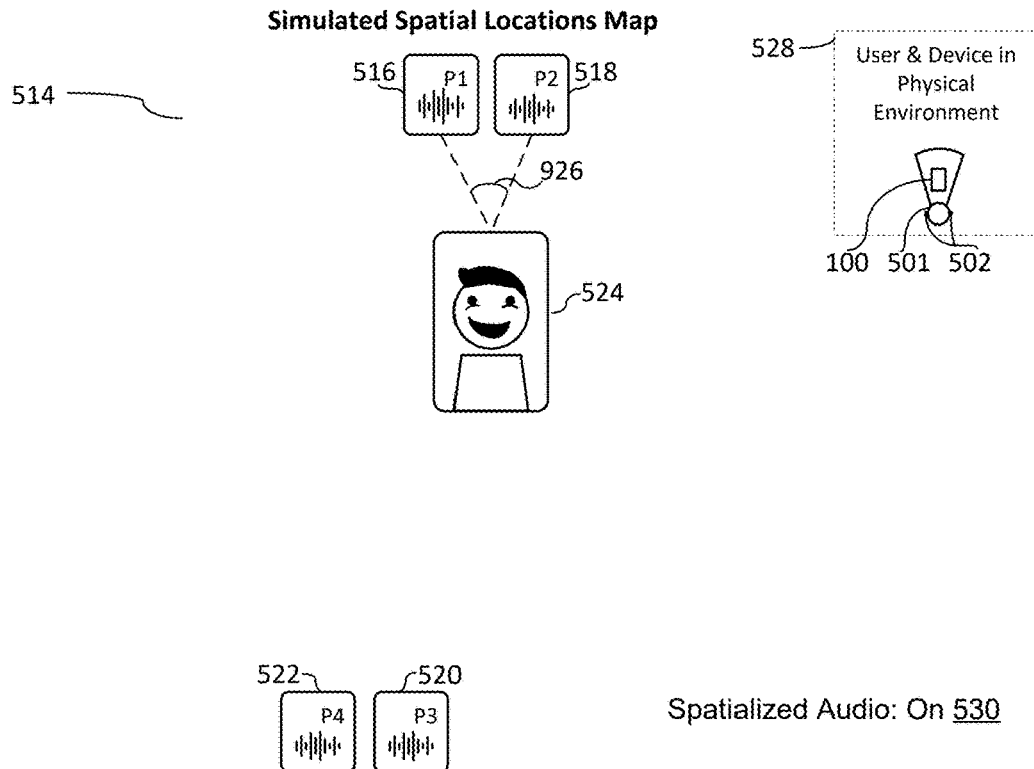 Simulated Spatial Locations Map
514
516
P1
P2
518
926
524
528
User & Device in
Physical
Environment
100 501 502
522
P4
520
P3
Spatialized Audio: On 530